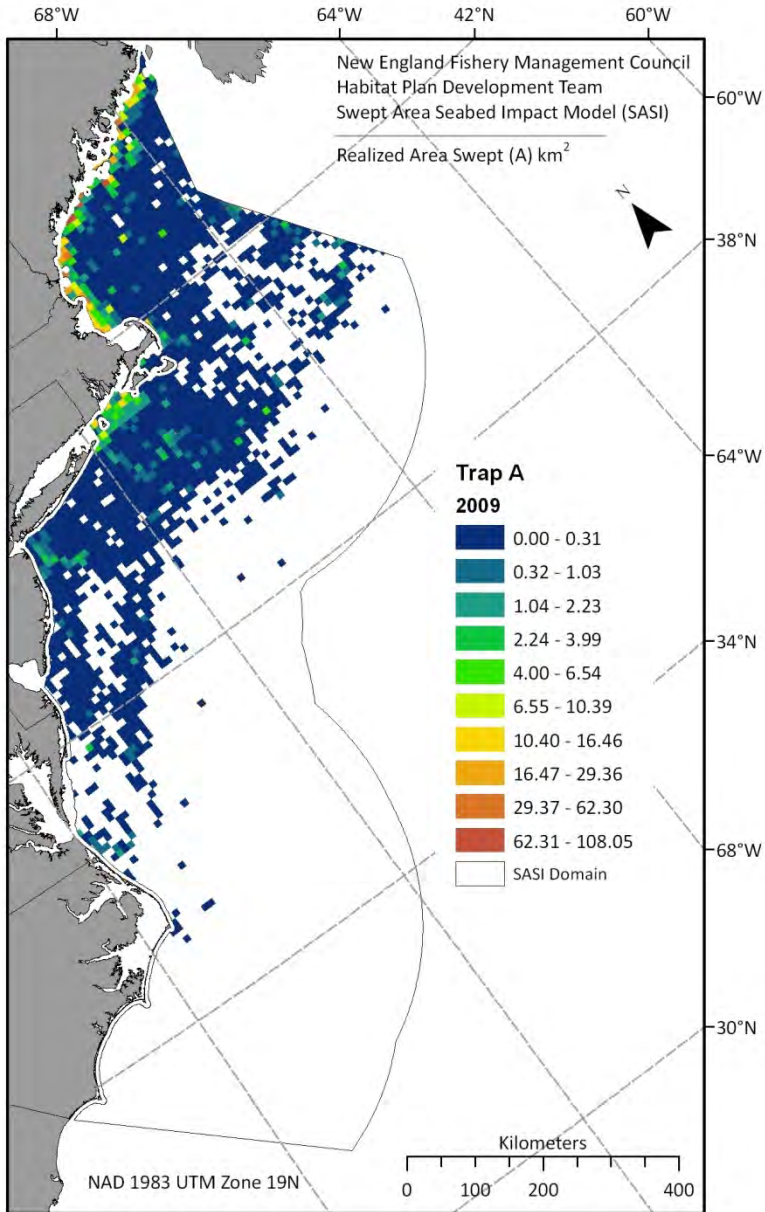 68°W 64°W 42°N 60°W
New England Fishery Management Council
Habitat Plan Development Team
Swept Area Seabed Impact Model (SASI)
Realized Area Swept (A) km²
60°W
N
38°N
64°W
Trap A
2009
0.00 - 0.31
0.32 - 1.03
1.04 - 2.23
2.24 - 3.99
4.00 - 6.54
6.55 - 10.39
10.40 - 16.46
16.47 - 29.36
29.37 - 62.30
62.31 - 108.05
SASI Domain
34°N
68°W
30°N
Kilometers
0 100 200 300 400
NAD 1983 UTM Zone 19N